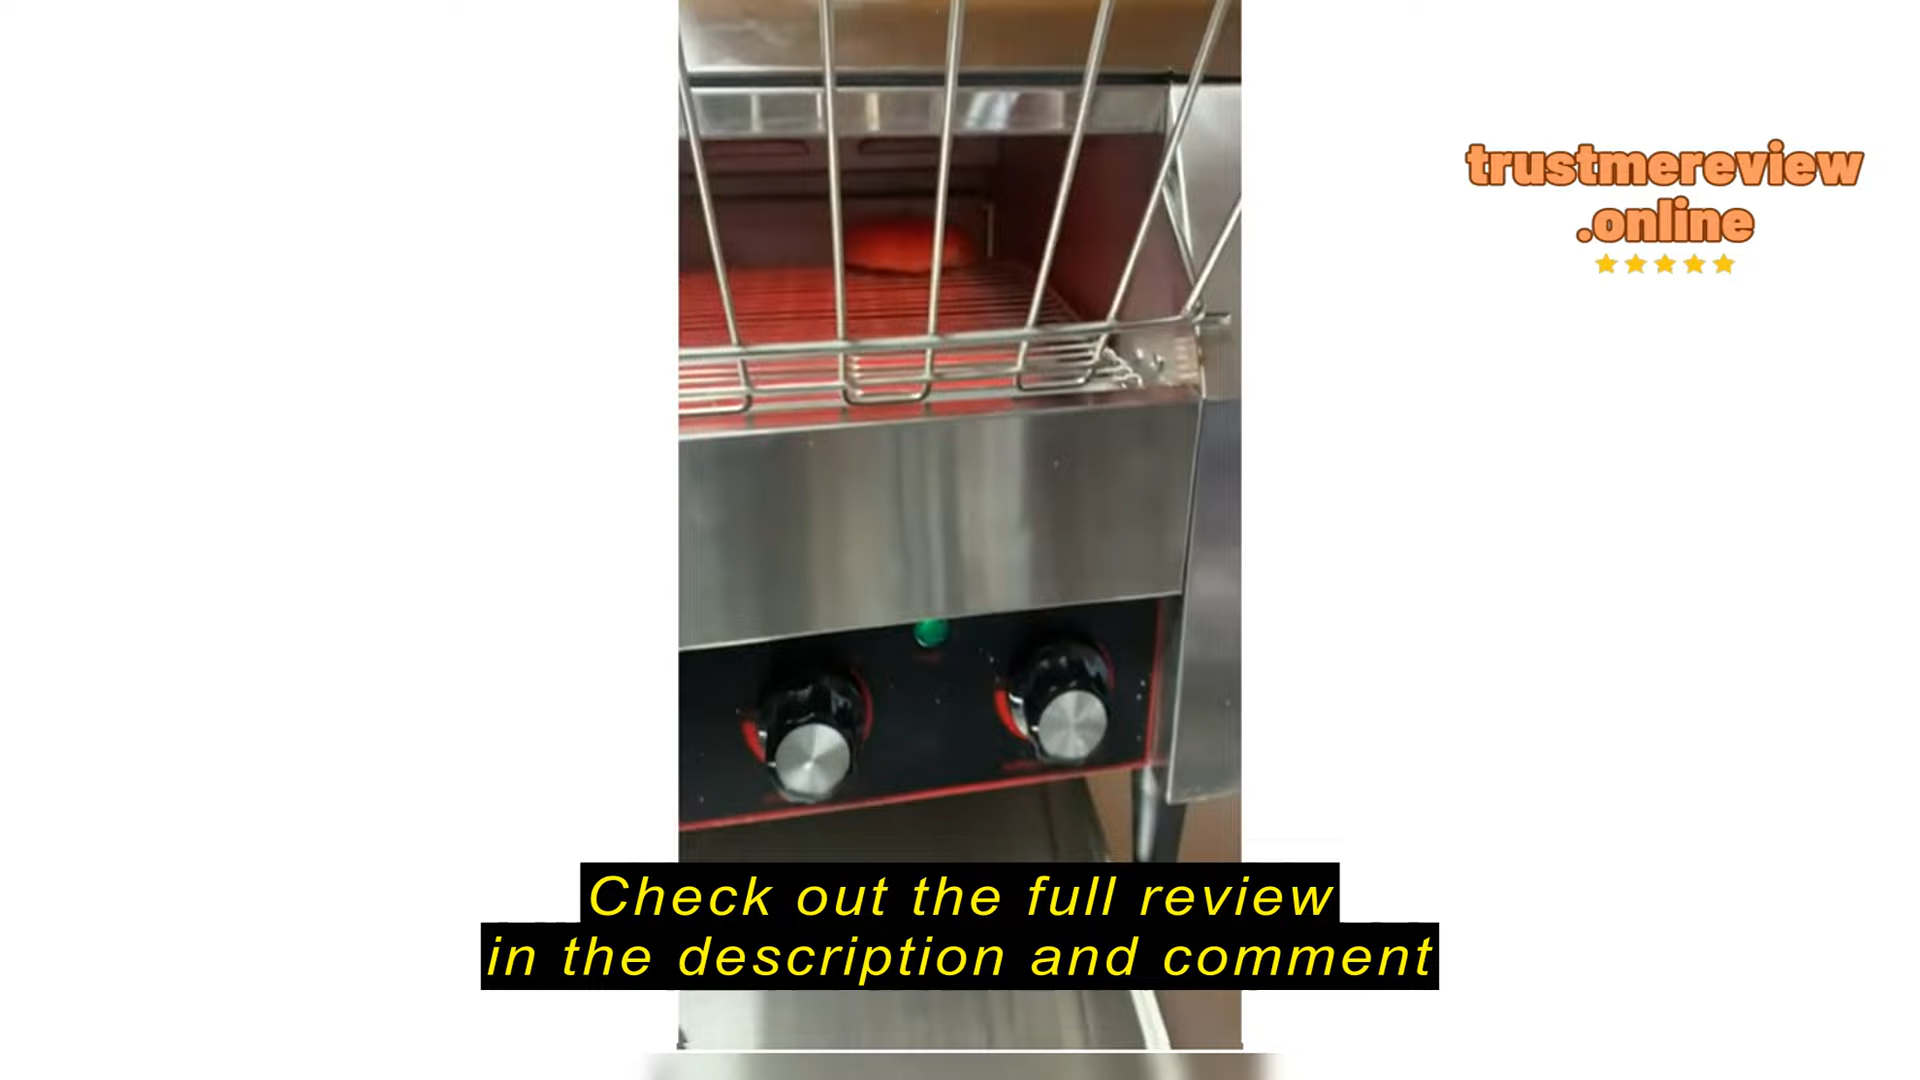 trustmereview
.online
Check out the full review
in the description and comment